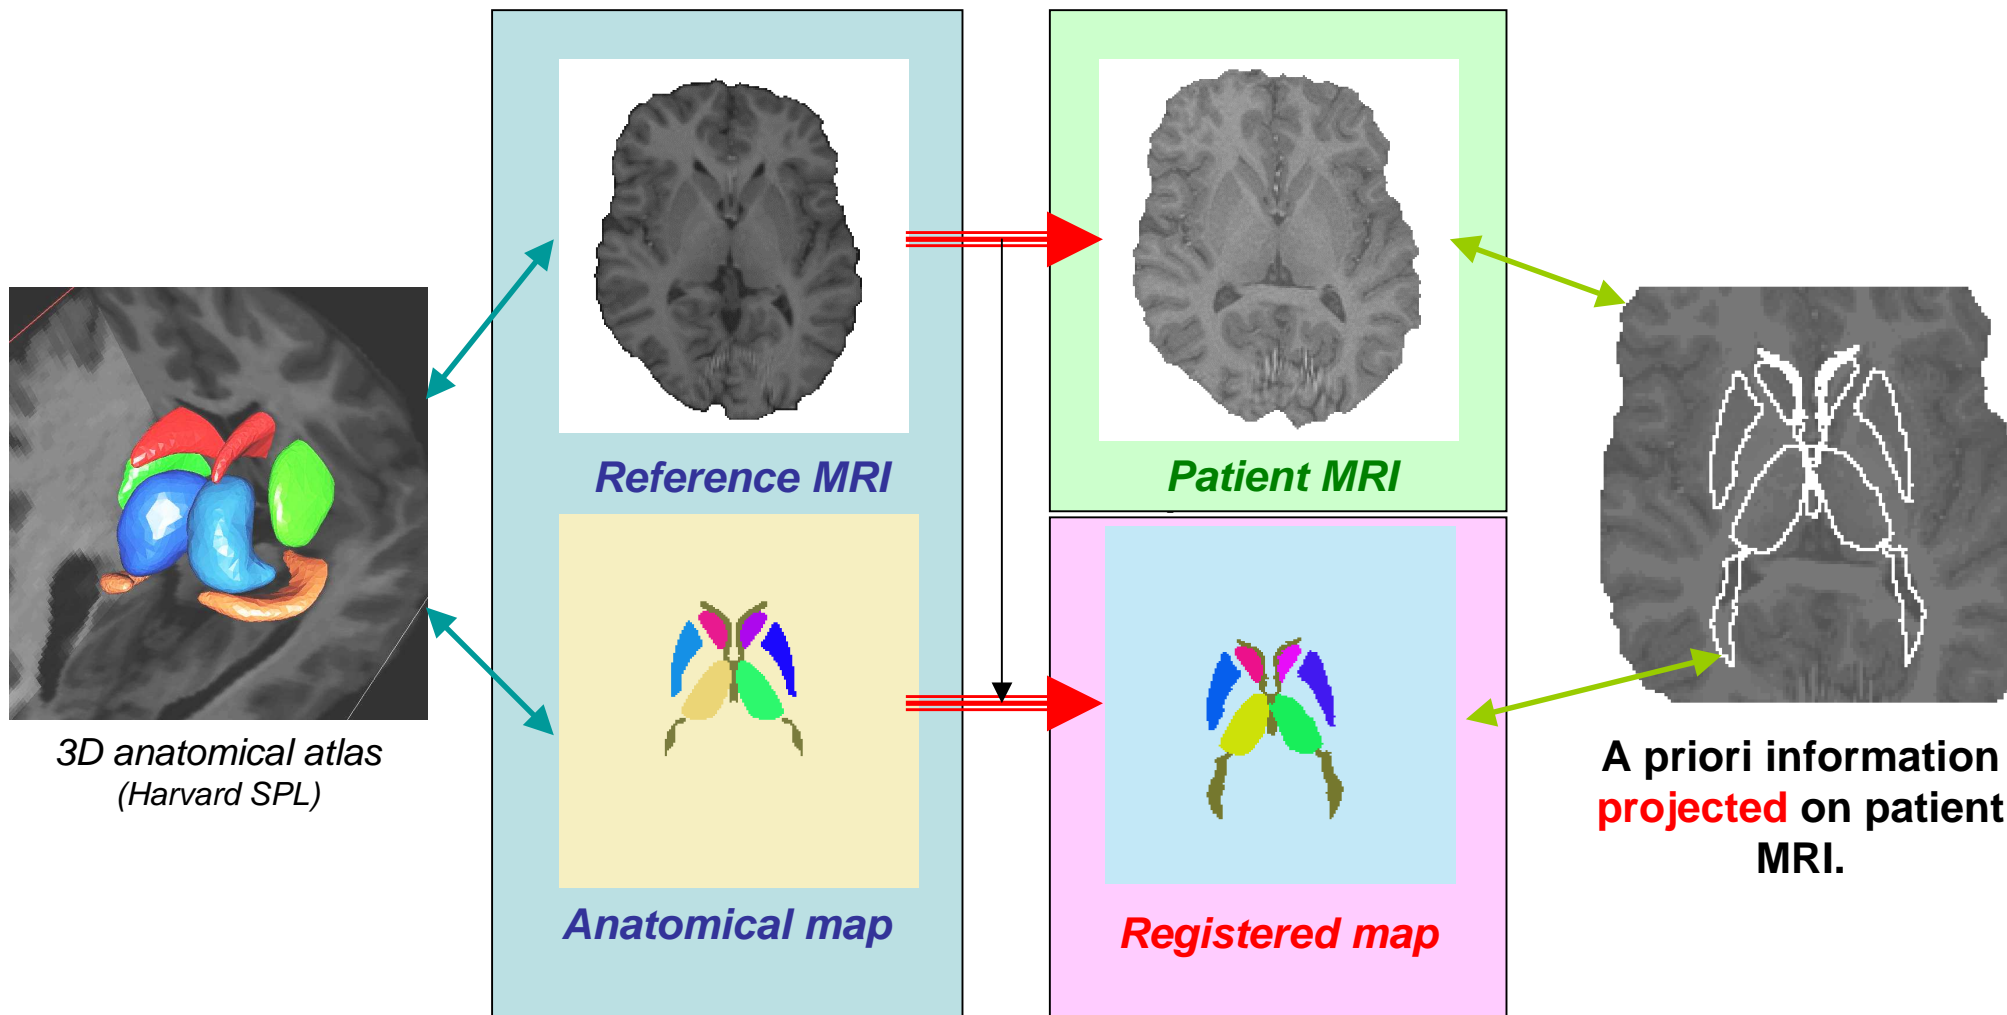 Reference MRI
Patient MRI
3D anatomical atlas
(Harvard SPL)
Anatomical map
Registered map
A priori information
projected on patient
MRI.